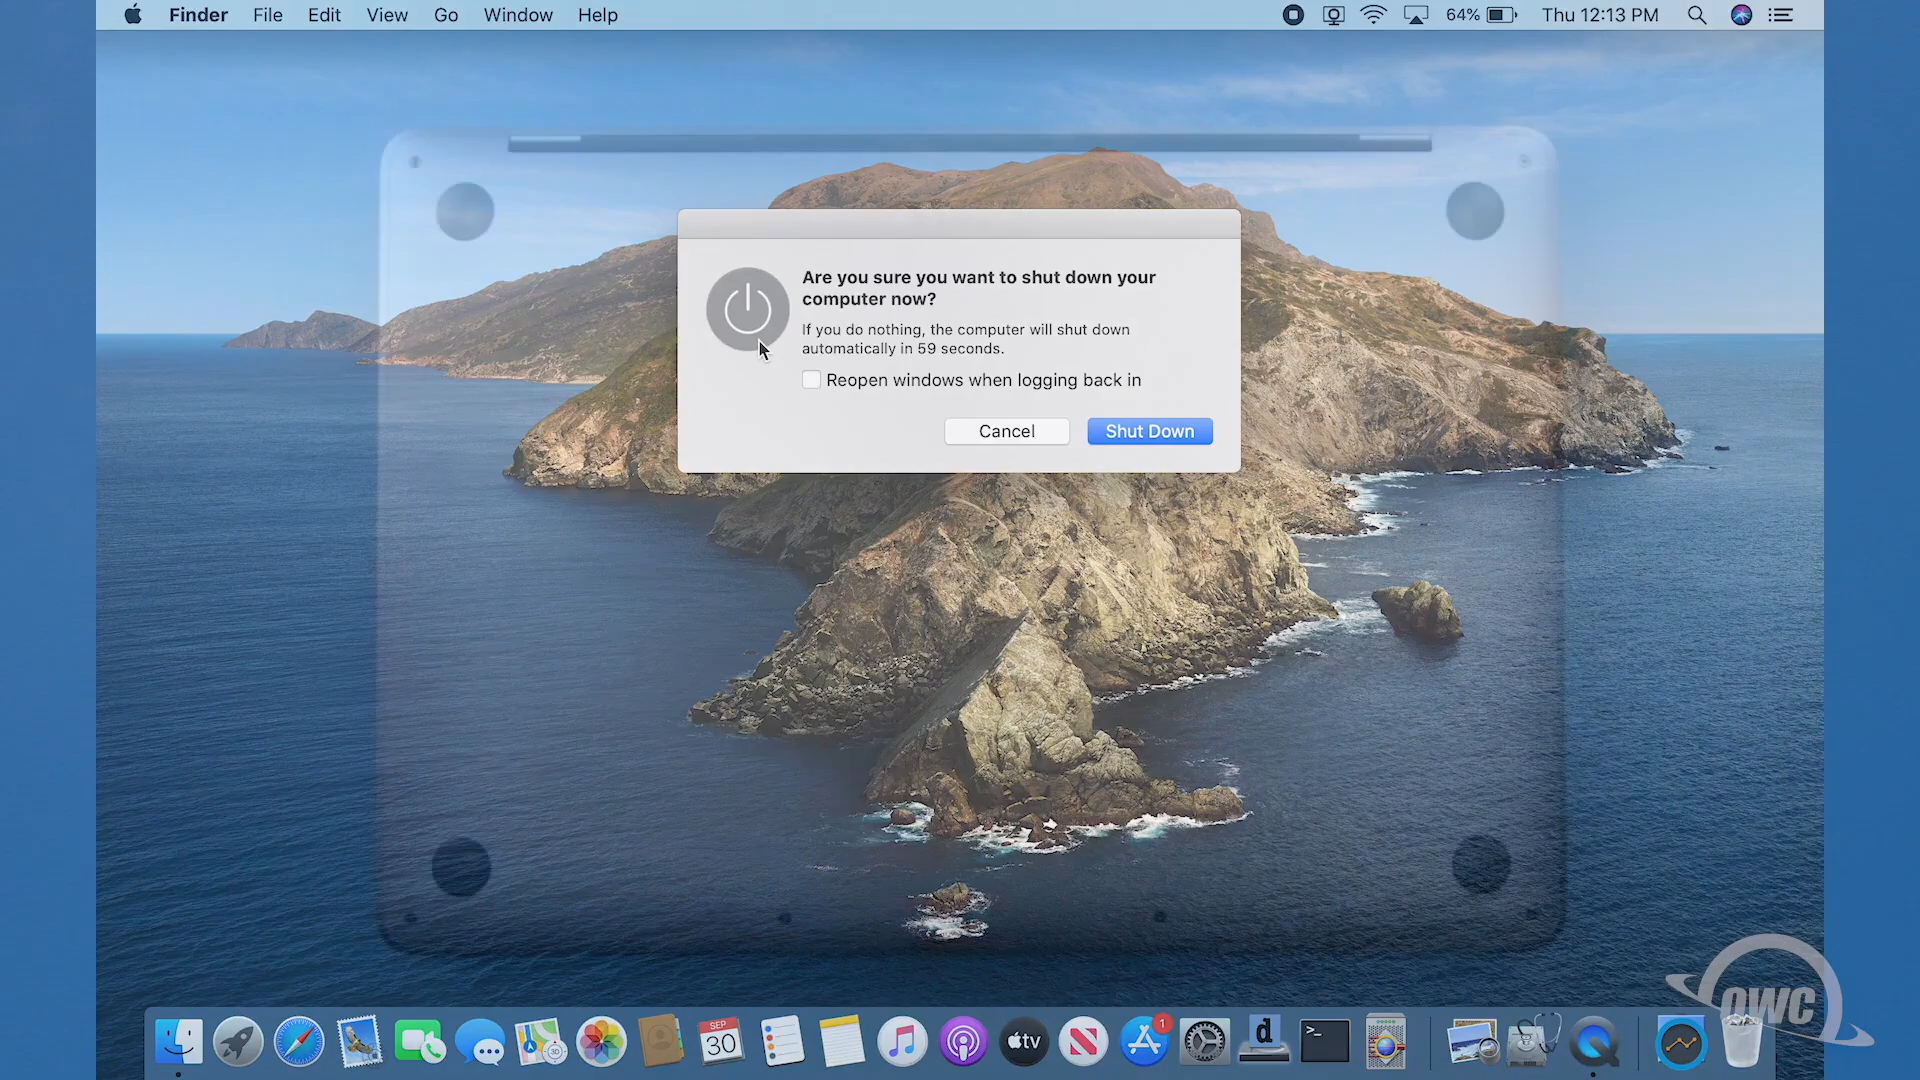 Finder File Edit View Go Window Help
64% Thu 12:13 PM
Are you sure you want to shut down your
computer now?
If you do nothing, the computer will shut down
automatically in 59 seconds.
Reopen windows when logging back in
Cancel Shut Down
SEP
30
tv
1
d
>_
OWC